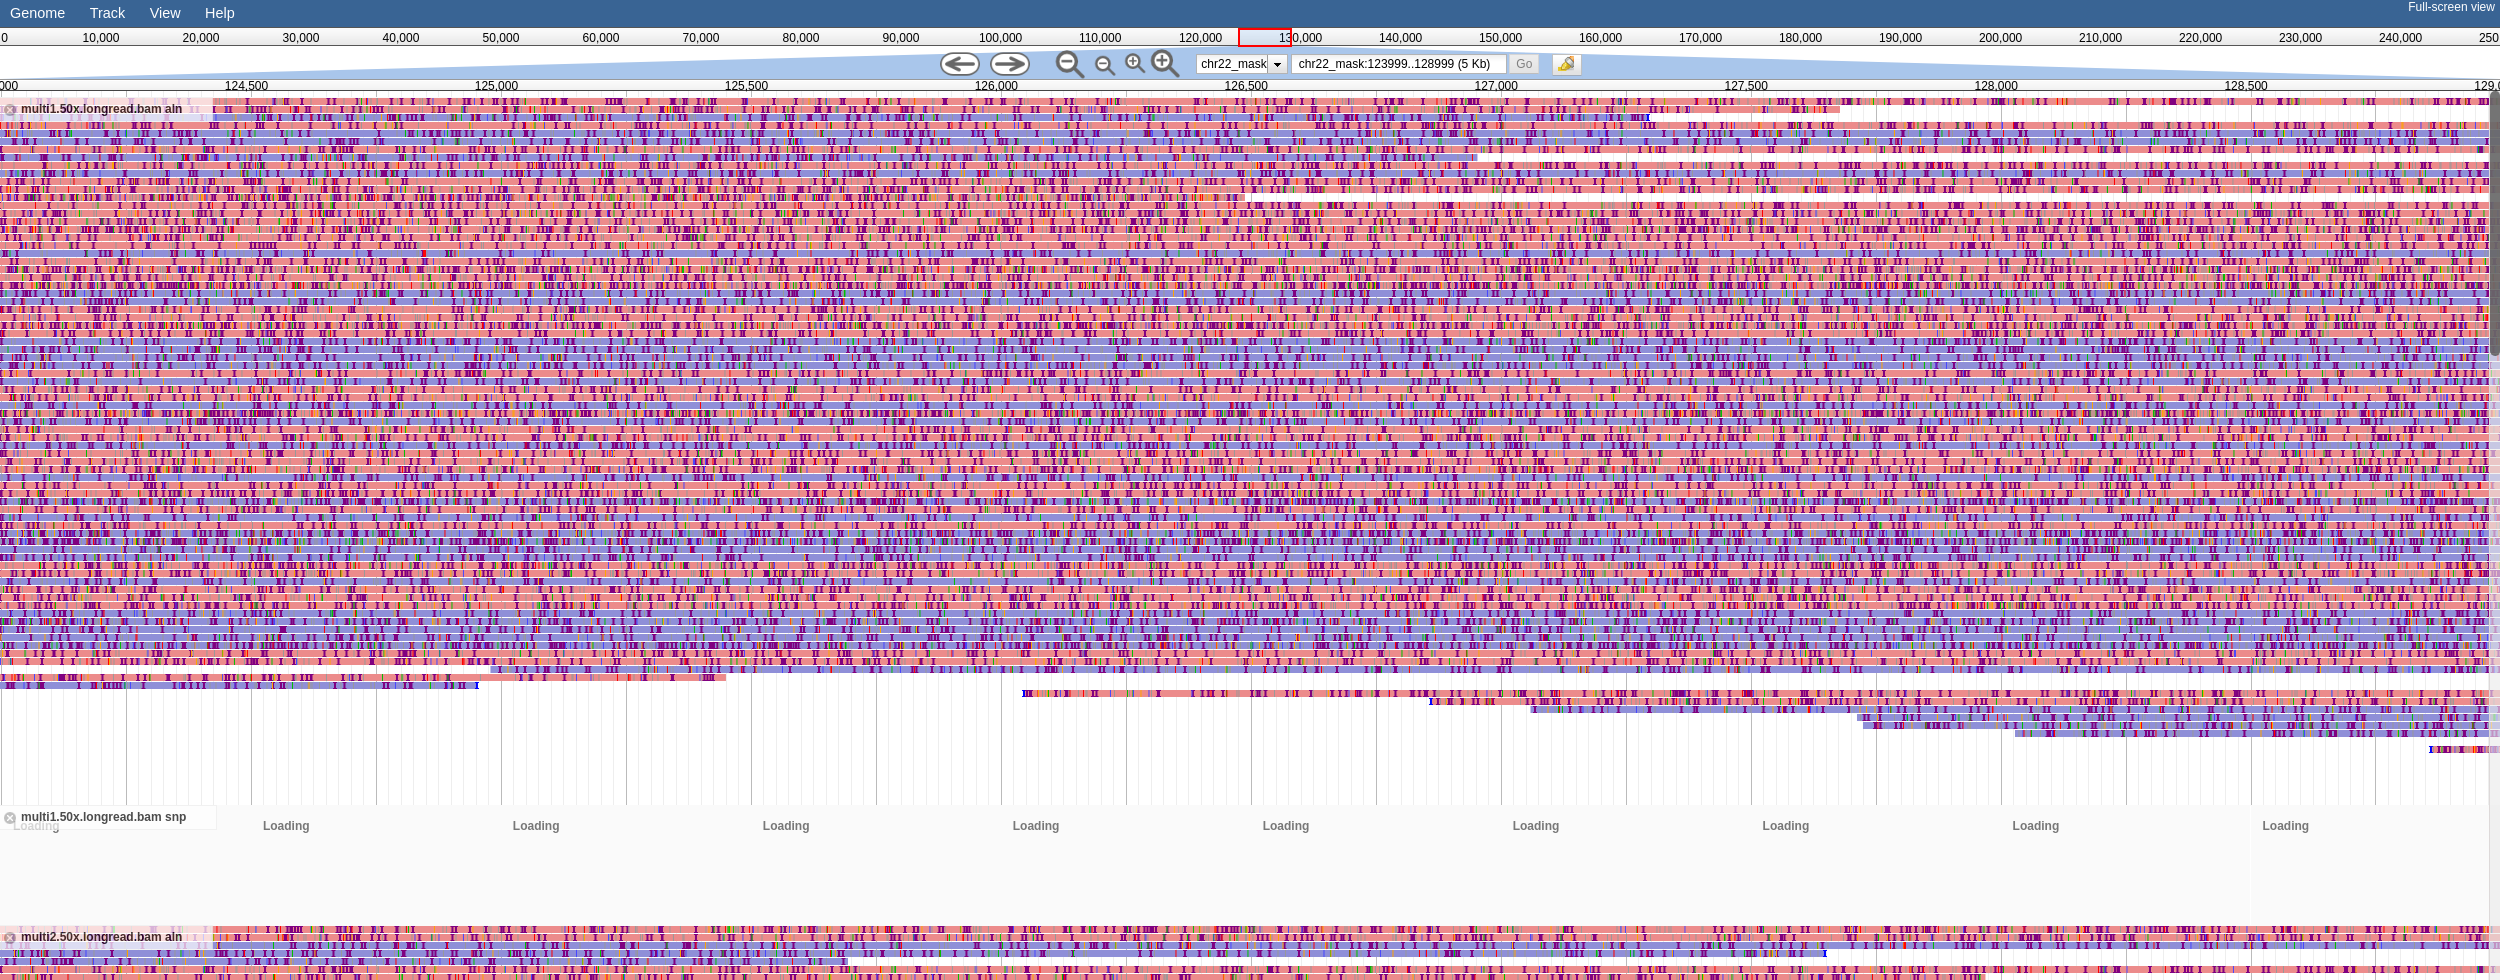 Genome Track View Help Full-screen view
0 10,000 20,000 30,000 40,000 50,000 60,000 70,000 80,000 90,000 100,000 110,000 120,000 130,000 140,000 150,000 160,000 170,000 180,000 190,000 200,000 210,000 220,000 230,000 240,000 250
chr22_mask chr22_mask:123999..128999 (5 Kb) Go
000 124,500 125,000 125,500 126,000 126,500 127,000 127,500 128,000 128,500 129,0
multi1.50x.longread.bam aln
multi1.50x.longread.bam snp
Loading Loading Loading Loading Loading Loading Loading Loading Loading Loading
multi2.50x.longread.bam aln